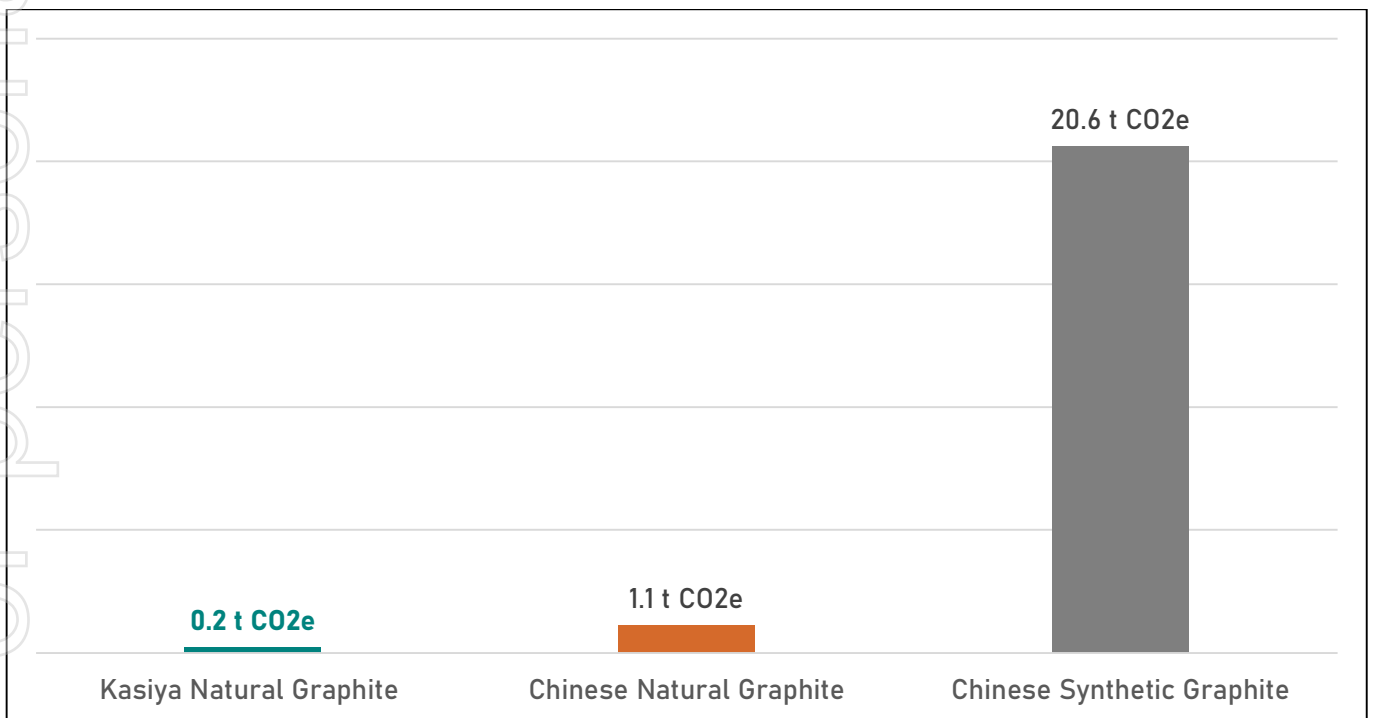 20.6 t CO2e
1.1 t CO2e
0.2 t CO2e
Kasiya Natural Graphite
Chinese Natural Graphite
Chinese Synthetic Graphite